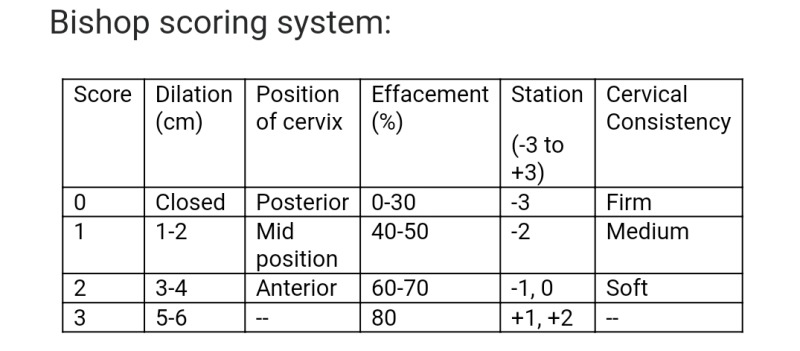 Bishop scoring system:
Score Dilation (cm) Position of cervix Effacement (%) Station (-3 to +3) Cervical Consistency
0 Closed Posterior 0-30 -3 Firm
1 1-2 Mid position 40-50 -2 Medium
2 3-4 Anterior 60-70 -1, 0 Soft
3 5-6 -- 80 +1, +2 --